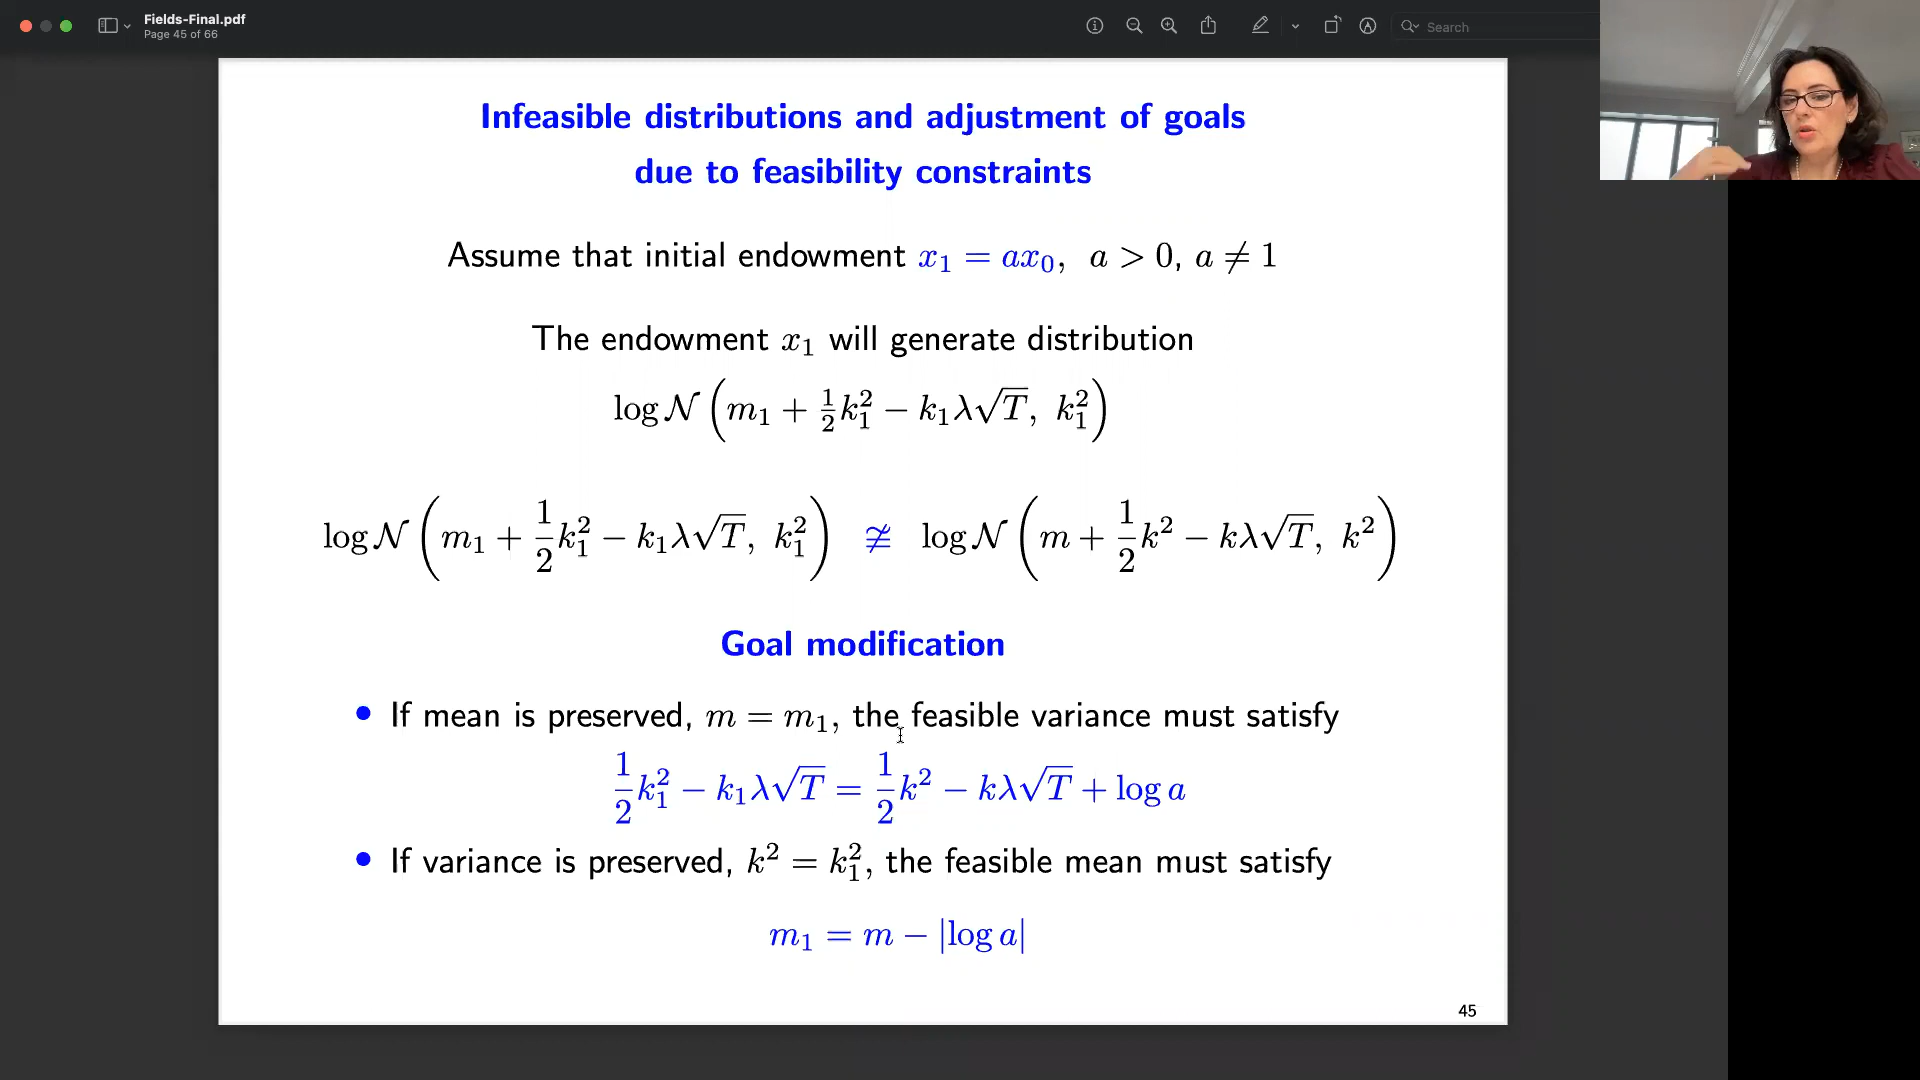 Fields-Final.pdf
Page 45 of 66
Search
Infeasible distributions and adjustment of goals
due to feasibility constraints
Assume that initial endowment x₁ = ax₀, a > 0, a ≠ 1
The endowment x₁ will generate distribution
log 𝒩 (m₁ + ½k₁² − k₁λ√T, k₁²)
log 𝒩 (m₁ + ½k₁² − k₁λ√T, k₁²) ≇ log 𝒩 (m + ½k² − kλ√T, k²)
Goal modification
• If mean is preserved, m = m₁, the feasible variance must satisfy
½k₁² − k₁λ√T = ½k² − kλ√T + log a
• If variance is preserved, k² = k₁², the feasible mean must satisfy
m₁ = m − |log a|
45